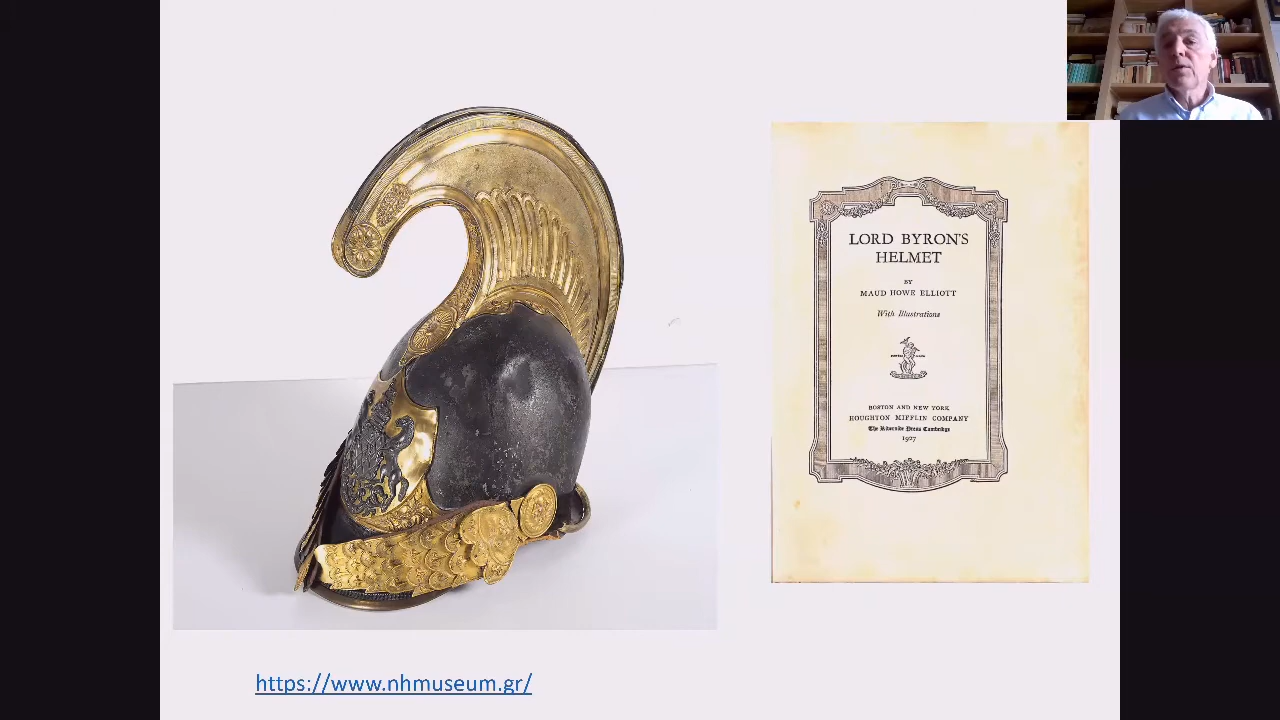 LORD BYRON'S
HELMET
BY
MAUD HOWE ELLIOTT
With Illustrations
BOSTON AND NEW YORK
HOUGHTON MIFFLIN COMPANY
The Riverside Press Cambridge
1927
https://www.nhmuseum.gr/